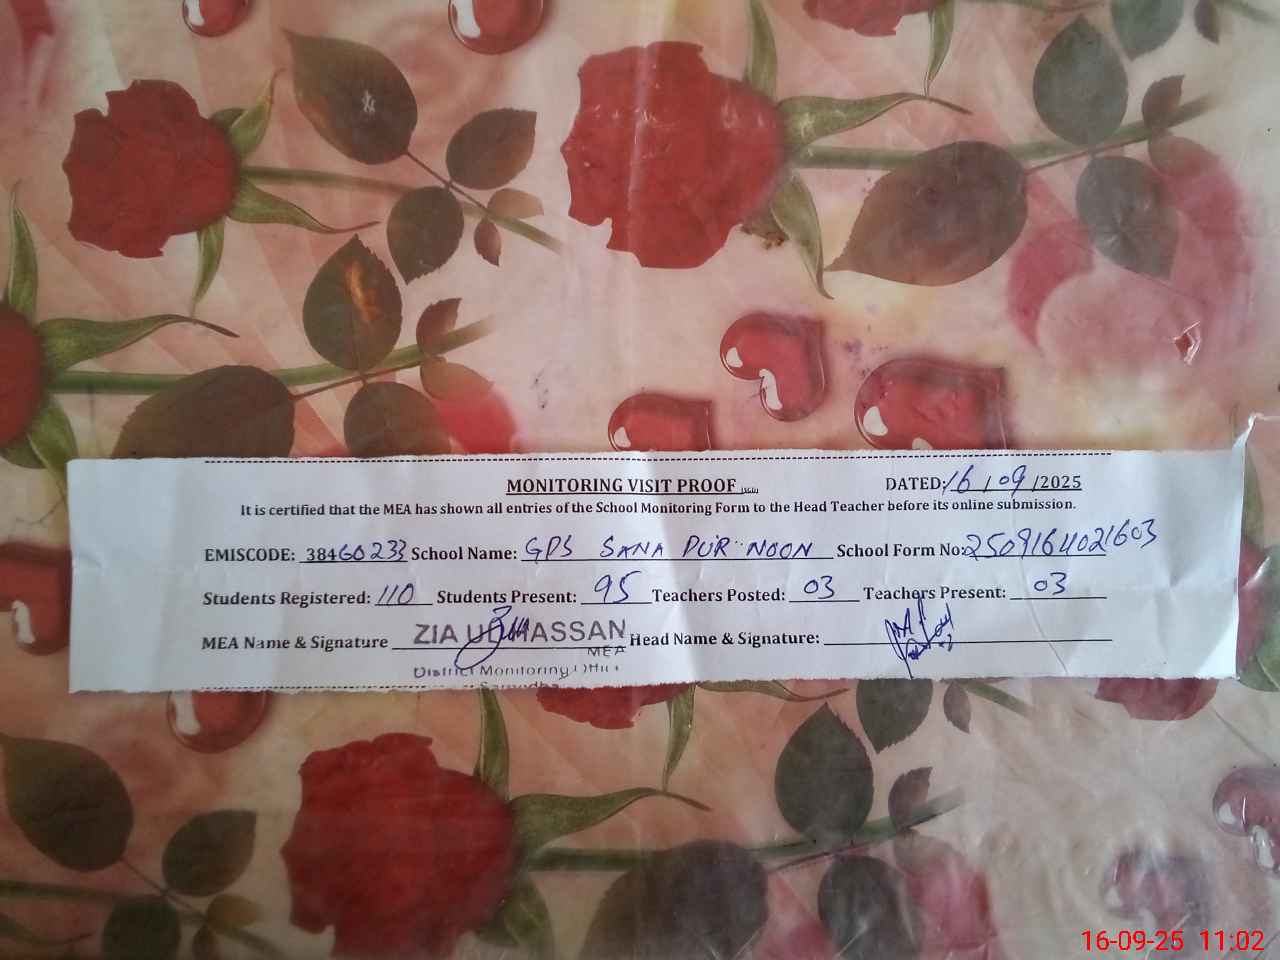 MONITORING VISIT PROOF
DATED: 16 / 09 / 2025
It is certified that the MEA has shown all entries of the School Monitoring Form to the Head Teacher before its online submission.
EMISCODE: 38460233 School Name: GPS SANA PUR NOON School Form No: 2509164021603
Students Registered: 110 Students Present: 95 Teachers Posted: 03 Teachers Present: 03
MEA Name & Signature ZIA UL HASSAN Head Name & Signature:
MEA
District Monitoring
16-09-25 11:02